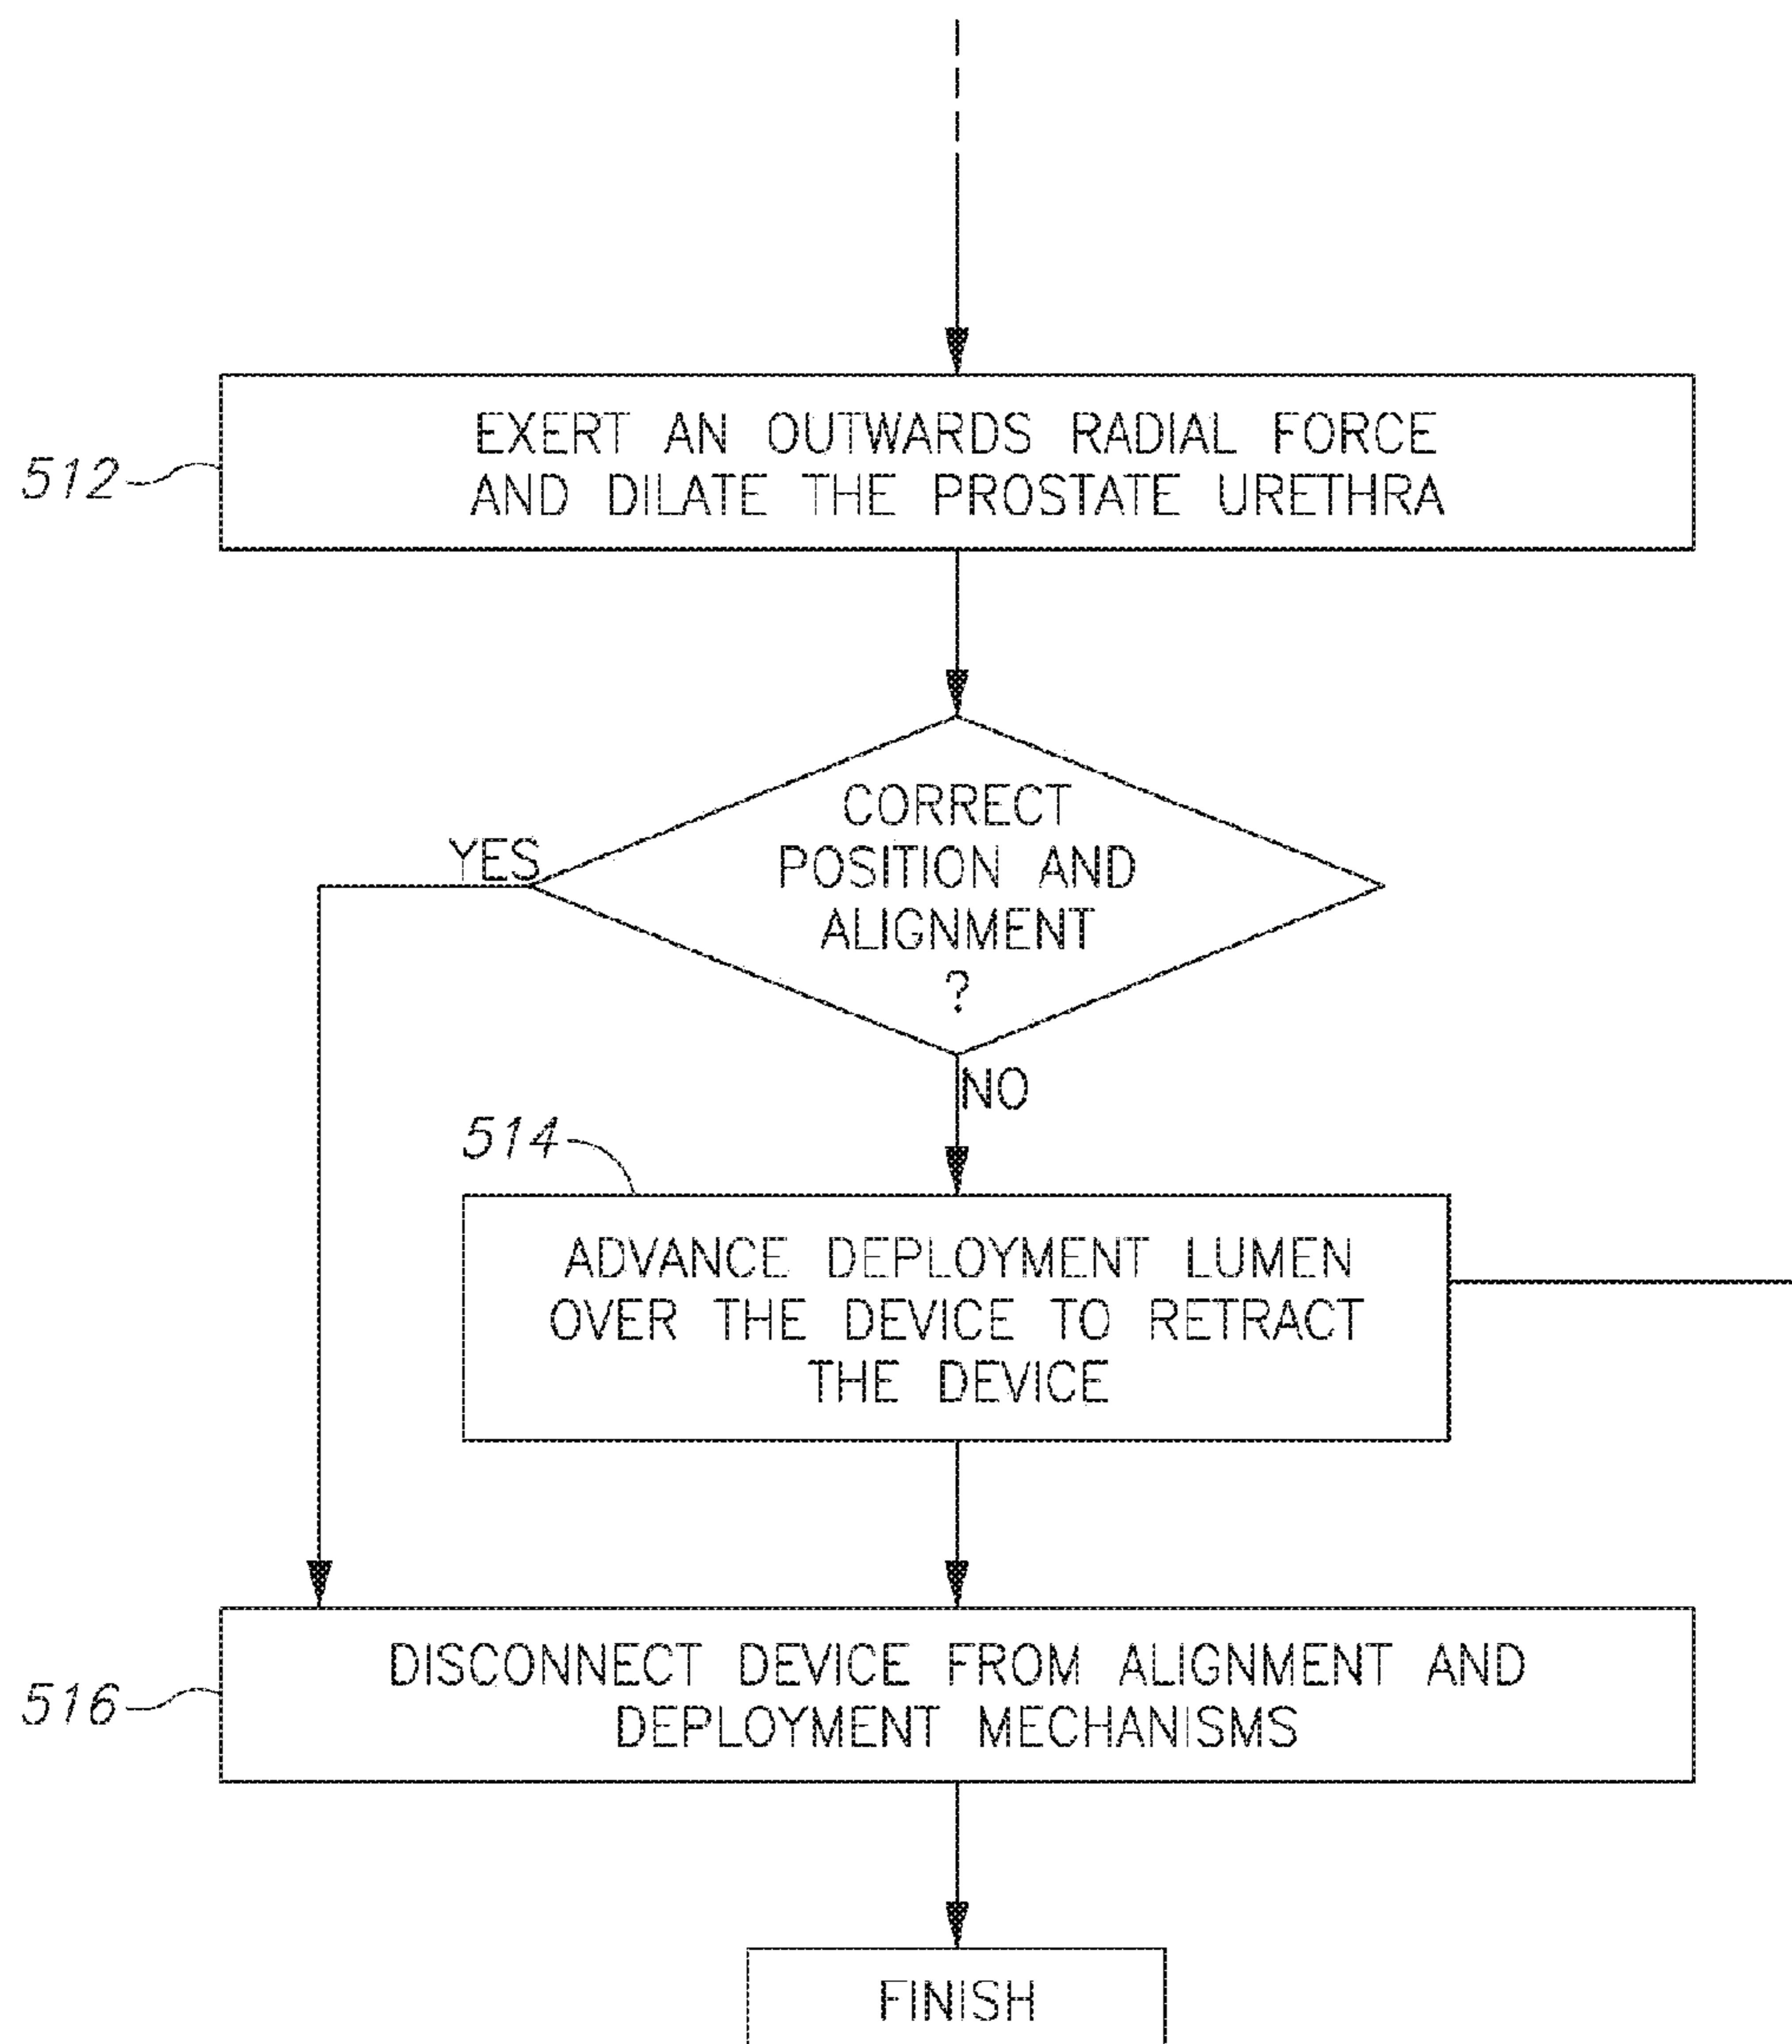 512
EXERT AN OUTWARDS RADIAL FORCE
AND DILATE THE PROSTATE URETHRA
CORRECT
POSITION AND
ALIGNMENT
?
YES
NO
514
ADVANCE DEPLOYMENT LUMEN
OVER THE DEVICE TO RETRACT
THE DEVICE
516
DISCONNECT DEVICE FROM ALIGNMENT AND
DEPLOYMENT MECHANISMS
FINISH